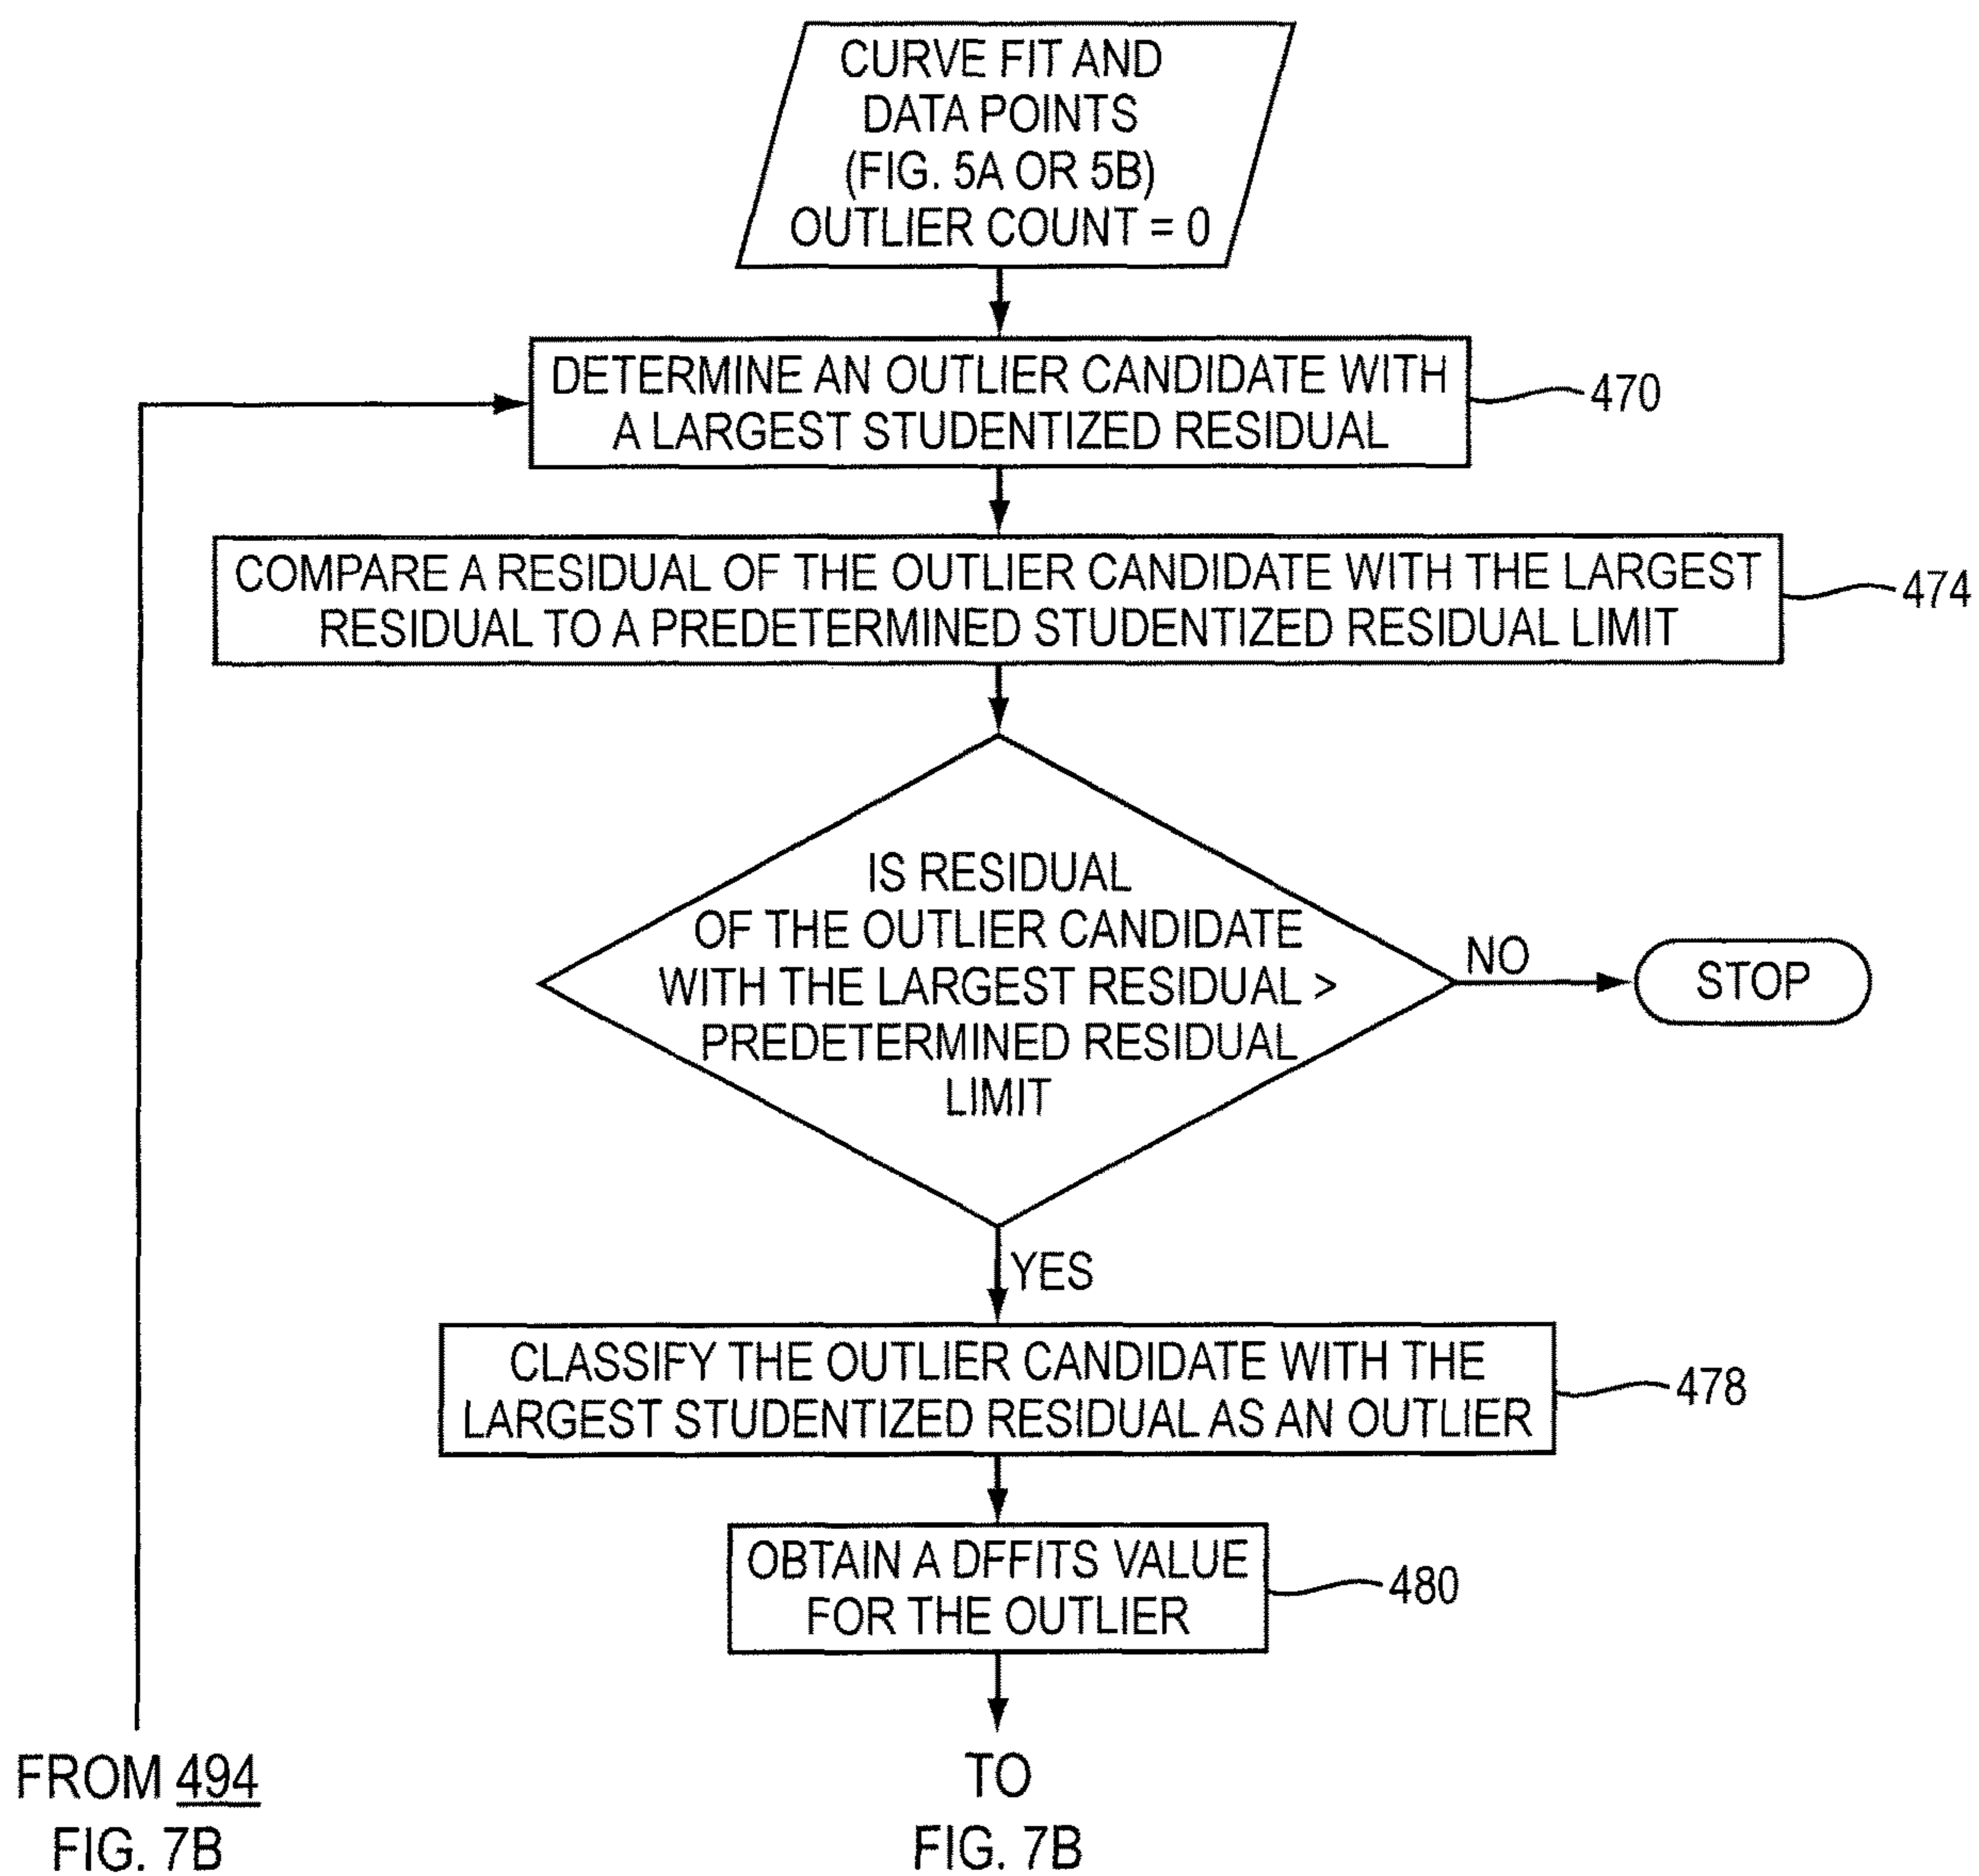 CURVE FIT AND
DATA POINTS
(FIG. 5A OR 5B)
OUTLIER COUNT = 0
DETERMINE AN OUTLIER CANDIDATE WITH
A LARGEST STUDENTIZED RESIDUAL
470
COMPARE A RESIDUAL OF THE OUTLIER CANDIDATE WITH THE LARGEST
RESIDUAL TO A PREDETERMINED STUDENTIZED RESIDUAL LIMIT
474
IS RESIDUAL
OF THE OUTLIER CANDIDATE
WITH THE LARGEST RESIDUAL >
PREDETERMINED RESIDUAL
LIMIT
NO
STOP
YES
CLASSIFY THE OUTLIER CANDIDATE WITH THE
LARGEST STUDENTIZED RESIDUAL AS AN OUTLIER
478
OBTAIN A DFFITS VALUE
FOR THE OUTLIER
480
FROM 494
FIG. 7B
TO
FIG. 7B